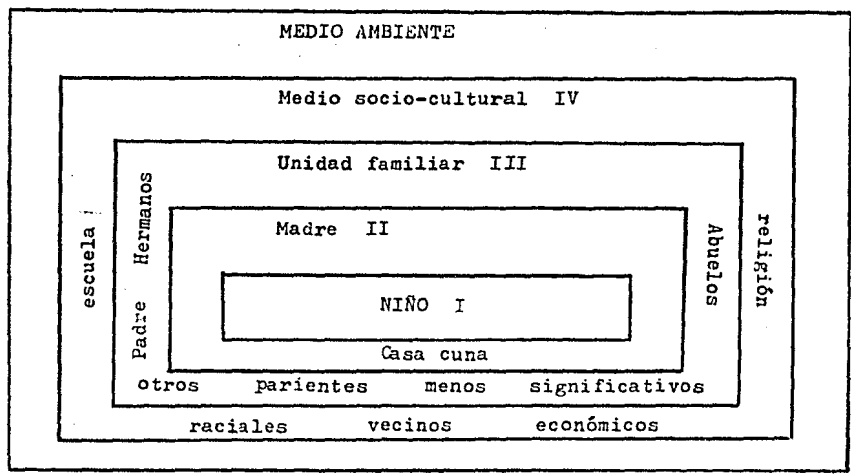 MEDIO AMBIENTE
Medio socio-cultural IV
Unidad familiar III
Madre II
NIÑO I
Casa cuna
otros parientes menos significativos
raciales vecinos económicos
escuela
Padre Hermanos
Abuelos
religión